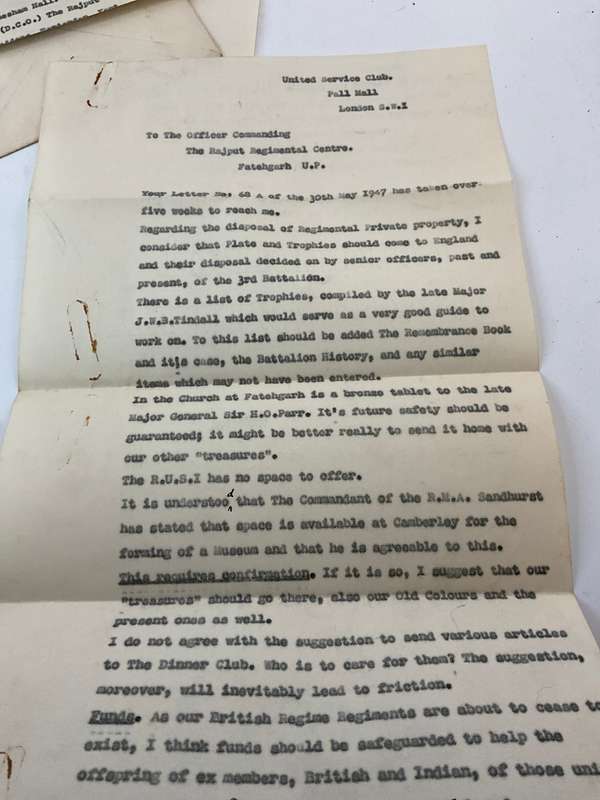 esham Hall.
(D.C.O.) The Rajput
United Service Club.
Pall Mall
London S.W.I
To The Officer Commanding
The Rajput Regimental Centre.
Fatehgarh U.P.
Your Letter No. 68 A of the 30th May 1947 has taken over
five weeks to reach me.
Regarding the disposal of Regimental Private property, I
consider that Plate and Trophies should come to England
and their disposal decided on by senior officers, past and
present, of the 3rd Battalion.
There is a list of Trophies, compiled by the late Major
J.W.B.Tindall which would serve as a very good guide to
work on. To this list should be added The Remembrance Book
and it's case, the Battalion History, and any similar
items which may not have been entered.
In the Church at Fatehgarh is a bronze tablet to the late
Major General Sir H.O.Parr. It's future safety should be
guaranteed; it might be better really to send it home with
our other "treasures".
The R.U.S.I has no space to offer.
It is understood that The Commandant of the R.M.A. Sandhurst
has stated that space is available at Camberley for the
forming of a Museum and that he is agreeable to this.
This requires confirmation. If it is so, I suggest that our
"treasures" should go there, also our Old Colours and the
present ones as well.
I do not agree with the suggestion to send various articles
to The Dinner Club. Who is to care for them? The suggestion,
moreover, will inevitably lead to friction.
Funds. As our British Regime Regiments are about to cease to
exist, I think funds should be safeguarded to help the
offspring of ex members, British and Indian, of those uni